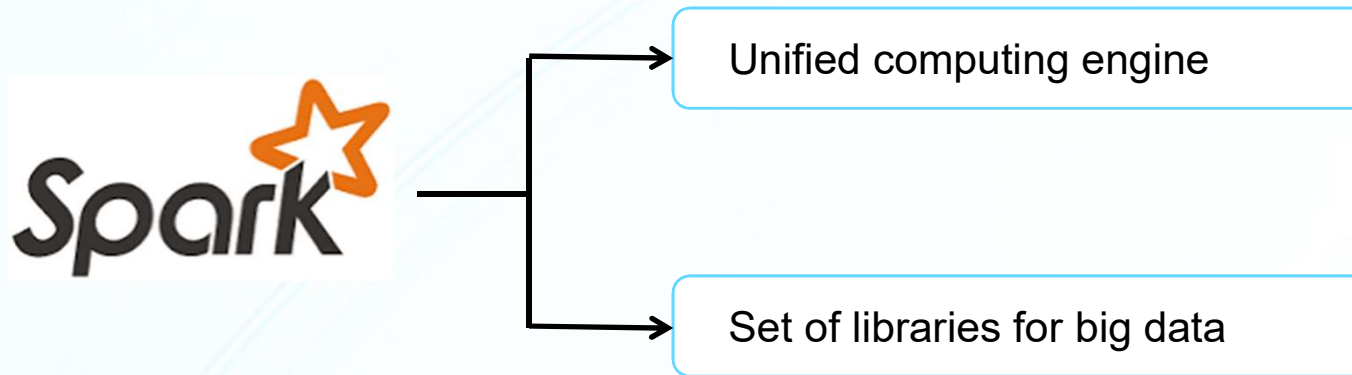 Unified computing engine
Spark
Set of libraries for big data